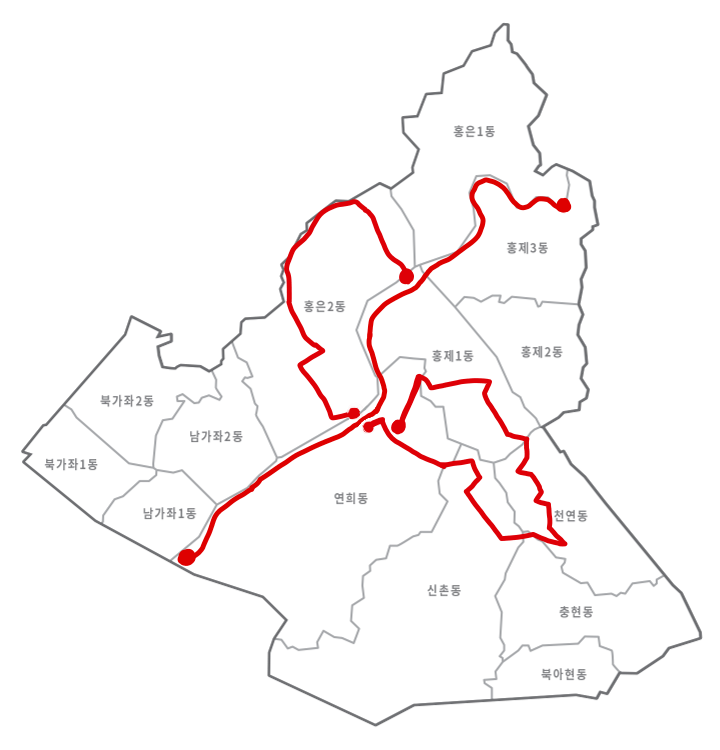 홍은1동
홍제3동
홍은2동
홍제1동
홍제2동
북가좌2동
남가좌2동
북가좌1동
연희동
남가좌1동
천연동
신촌동
충현동
북아현동